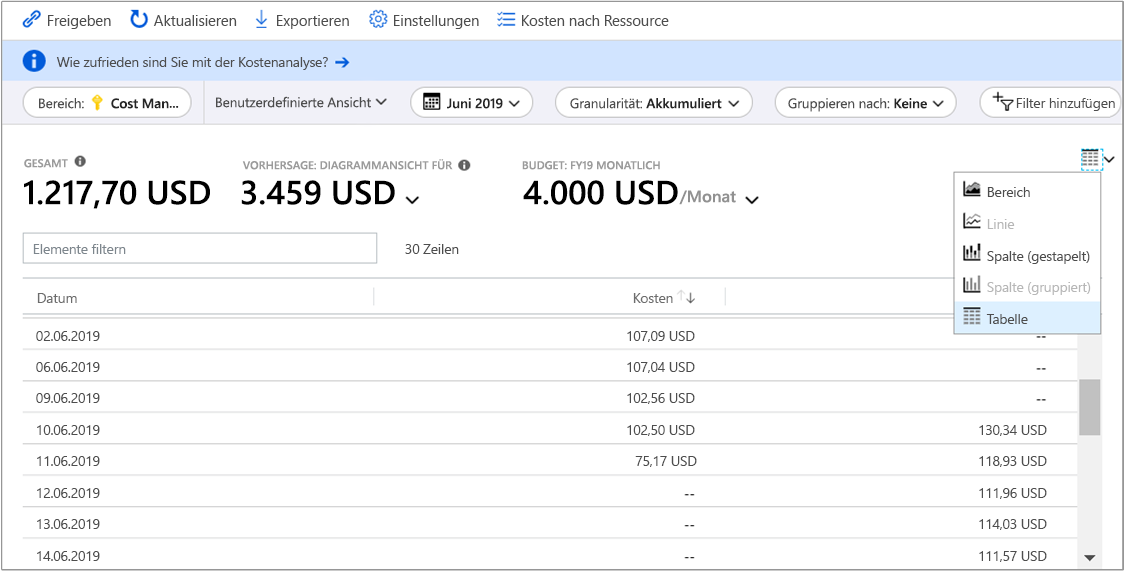 Freigeben Aktualisieren Exportieren Einstellungen Kosten nach Ressource
Wie zufrieden sind Sie mit der Kostenanalyse? →
Bereich: Cost Man... Benutzerdefinierte Ansicht Juni 2019 Granularität: Akkumuliert Gruppieren nach: Keine Filter hinzufügen
GESAMT VORHERSAGE: DIAGRAMMANSICHT FÜR BUDGET: FY19 MONATLICH
1.217,70 USD 3.459 USD 4.000 USD/Monat
Bereich
Linie
Spalte (gestapelt)
Spalte (gruppiert)
Tabelle
Elemente filtern 30 Zeilen
Datum Kosten ↑↓
02.06.2019 107,09 USD --
06.06.2019 107,04 USD --
09.06.2019 102,56 USD --
10.06.2019 102,50 USD 130,34 USD
11.06.2019 75,17 USD 118,93 USD
12.06.2019 -- 111,96 USD
13.06.2019 -- 114,03 USD
14.06.2019 -- 111,57 USD